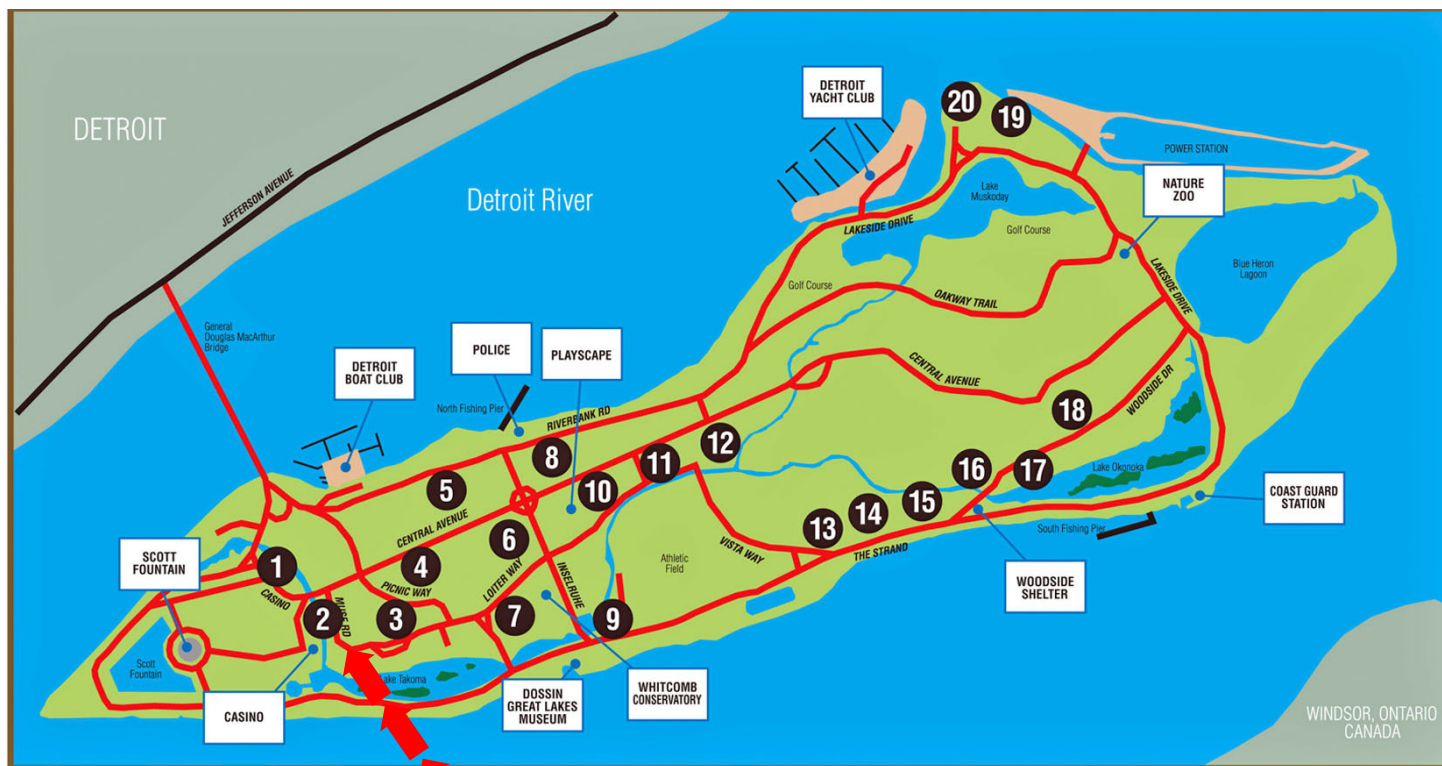 DETROIT
JEFFERSON AVENUE
Detroit River
DETROIT
YACHT CLUB
20
19
POWER STATION
NATURE
ZOO
Lake
Muskoday
LAKESIDE DRIVE
Golf Course
Golf Course
Blue Heron
Lagoon
LAKESIDE DRIVE
OAKWAY TRAIL
General
Douglas MacArthur
Bridge
POLICE
PLAYSCAPE
DETROIT
BOAT CLUB
North Fishing Pier
RIVERBANK RD
CENTRAL AVENUE
WOODSIDE DR
18
12
8
11
5
10
16
17
Lake Okonoka
COAST GUARD
STATION
15
14
13
South Fishing Pier
CENTRAL AVENUE
6
VISTA WAY
THE STRAND
Athletic
Field
SCOTT
FOUNTAIN
1
4
LOITER WAY
INSELRUHE
WOODSIDE
SHELTER
CASINO
PICNIC WAY
2
MUSE RD
3
7
9
Scott
Fountain
Lake Takoma
CASINO
DOSSIN
GREAT LAKES
MUSEUM
WHITCOMB
CONSERVATORY
WINDSOR, ONTARIO
CANADA